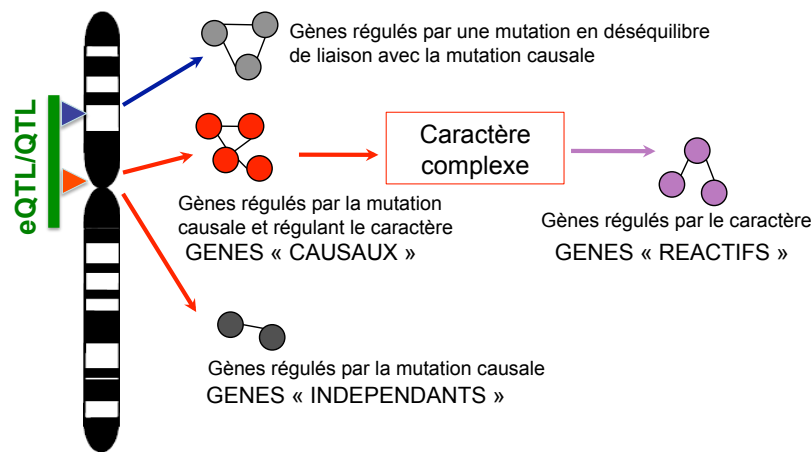 Gènes régulés par une mutation en déséquilibre
de liaison avec la mutation causale
eQTL/QTL
Caractère
complexe
Gènes régulés par la mutation
causale et régulant le caractère
GENES « CAUSAUX »
Gènes régulés par le caractère
GENES « REACTIFS »
Gènes régulés par la mutation causale
GENES « INDEPENDANTS »